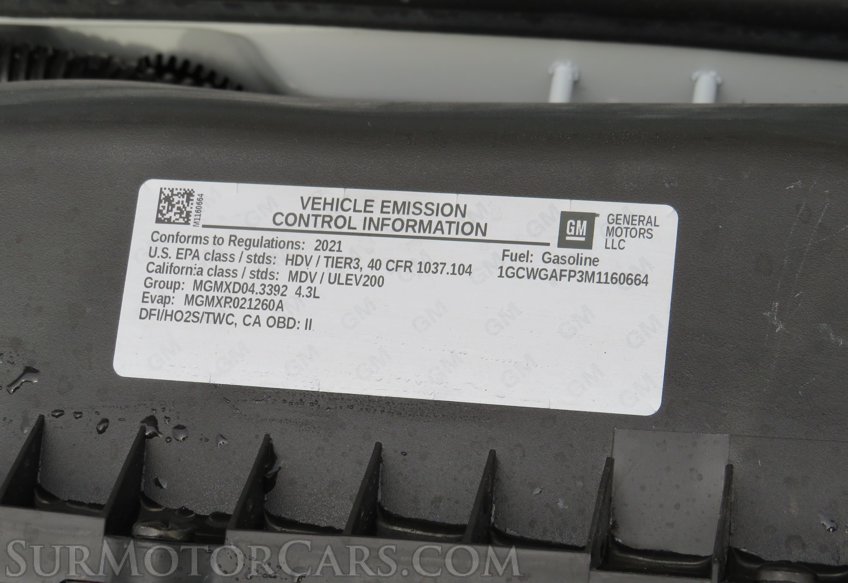 M1160664
VEHICLE EMISSION
CONTROL INFORMATION
GM
GENERAL
MOTORS
LLC
Conforms to Regulations: 2021
U.S. EPA class / stds: HDV / TIER3, 40 CFR 1037.104
California class / stds: MDV / ULEV200
Group: MGMXD04.3392 4.3L
Evap: MGMXR021260A
DFI/HO2S/TWC, CA OBD: II
Fuel: Gasoline
1GCWGAFP3M1160664
SURMOTORCARS.COM